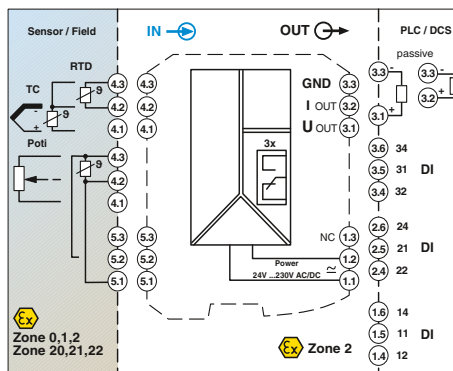 Sensor / Field
IN
OUT
PLC / DCS
RTD
passive
TC
ϑ
4.3
4.3
GND
3.3
3.3
-
3.3
-
-
ϑ
4.2
4.2
I OUT
3.2
3.2
+
+
4.1
4.1
U OUT
3.1
3.1
+
Poti
3x
3.6
34
4.3
4.3
ϑ
3.5
31
DI
4.2
4.2
3.4
32
4.1
4.1
2.6
24
5.3
5.3
NC
1.3
2.5
21
DI
5.2
5.2
Power
1.2
2.4
22
24V ...230V AC/DC
5.1
5.1
1.1
1.6
14
εx
Zone 0,1,2
Zone 20,21,22
εx
Zone 2
1.5
11
DI
1.4
12